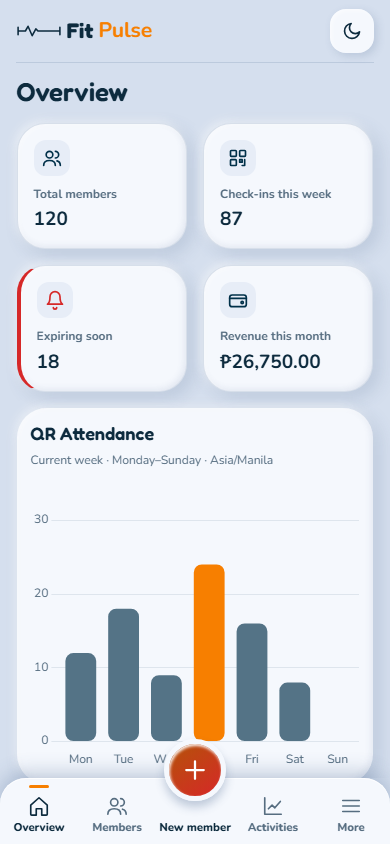 Fit Pulse
Overview
Total members
120
Check-ins this week
87
Expiring soon
18
Revenue this month
₱26,750.00
QR Attendance
Current week · Monday–Sunday · Asia/Manila
30
20
10
0
Mon Tue W Fri Sat Sun
Overview Members New member Activities More